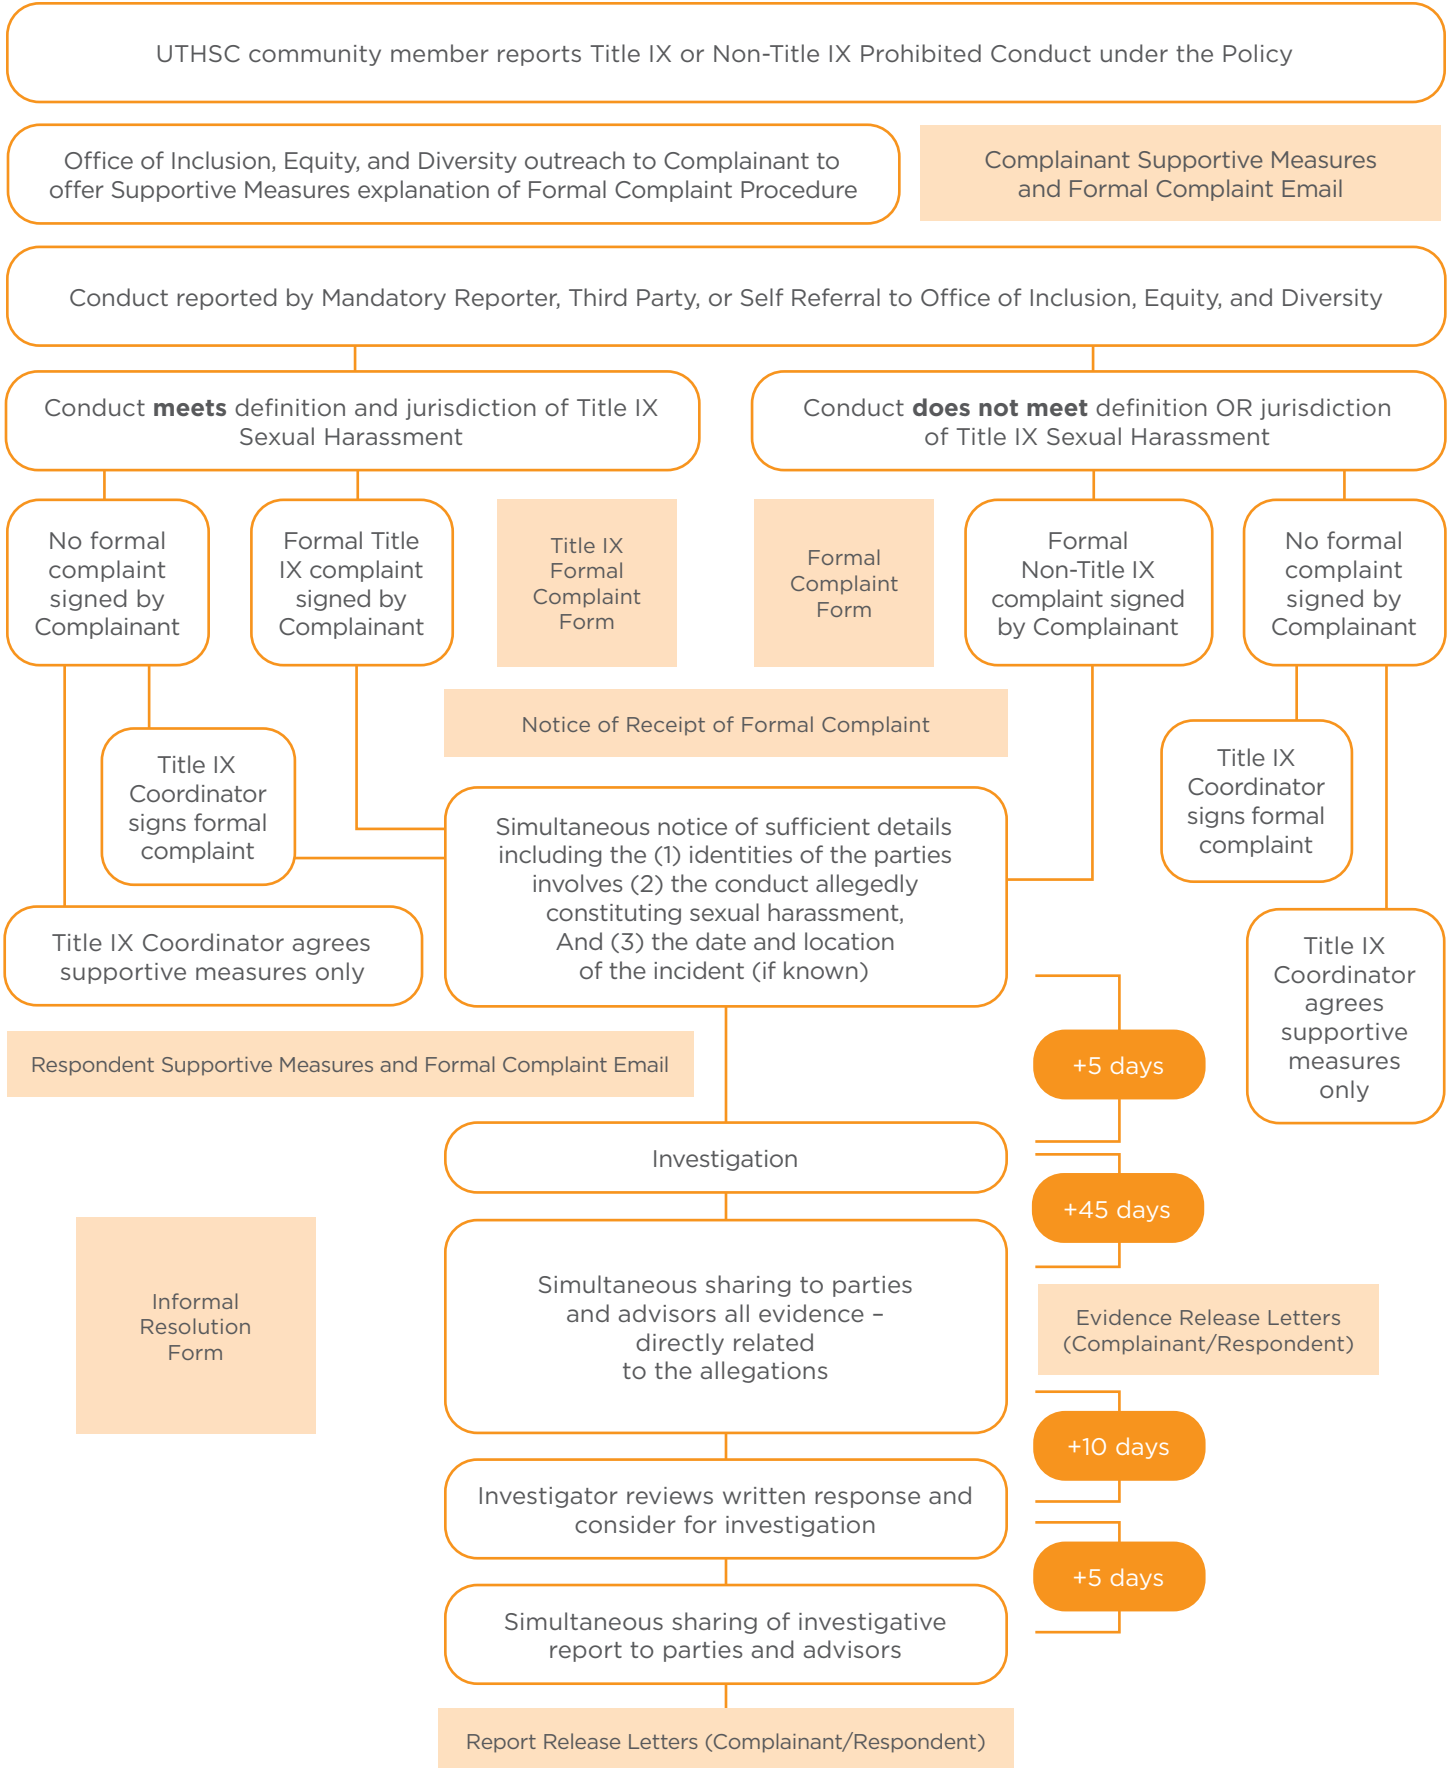 UTHSC community member reports Title IX or Non-Title IX Prohibited Conduct under the Policy
Office of Inclusion, Equity, and Diversity outreach to Complainant to
offer Supportive Measures explanation of Formal Complaint Procedure
Complainant Supportive Measures
and Formal Complaint Email
Conduct reported by Mandatory Reporter, Third Party, or Self Referral to Office of Inclusion, Equity, and Diversity
Conduct meets definition and jurisdiction of Title IX
Sexual Harassment
Conduct does not meet definition OR jurisdiction
of Title IX Sexual Harassment
No formal
complaint
signed by
Complainant
Formal Title
IX complaint
signed by
Complainant
Title IX
Formal
Complaint
Form
Formal
Complaint
Form
Formal
Non-Title IX
complaint signed
by Complainant
No formal
complaint
signed by
Complainant
Notice of Receipt of Formal Complaint
Title IX
Coordinator
signs formal
complaint
Simultaneous notice of sufficient details
including the (1) identities of the parties
involves (2) the conduct allegedly
constituting sexual harassment,
And (3) the date and location
of the incident (if known)
Title IX
Coordinator
signs formal
complaint
Title IX Coordinator agrees
supportive measures only
Title IX
Coordinator
agrees
supportive
measures
only
Respondent Supportive Measures and Formal Complaint Email
+5 days
Investigation
+45 days
Informal
Resolution
Form
Simultaneous sharing to parties
and advisors all evidence –
directly related
to the allegations
Evidence Release Letters
(Complainant/Respondent)
+10 days
Investigator reviews written response and
consider for investigation
+5 days
Simultaneous sharing of investigative
report to parties and advisors
Report Release Letters (Complainant/Respondent)